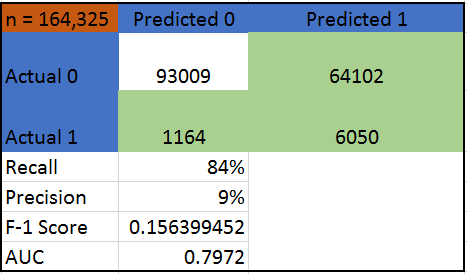 n = 164,325 Predicted 0 Predicted 1
Actual 0 93009 64102
Actual 1 1164 6050
Recall 84%
Precision 9%
F-1 Score 0.156399452
AUC 0.7972